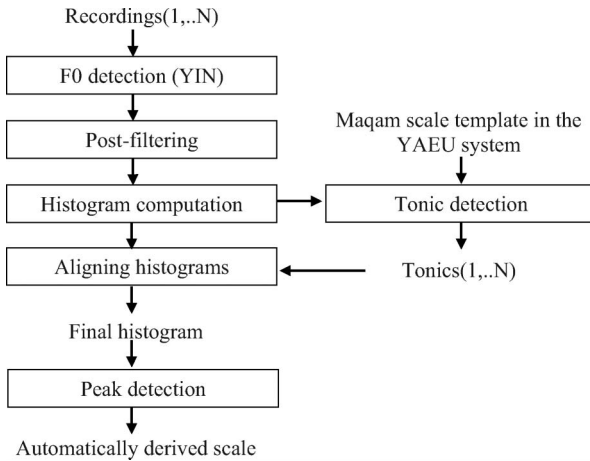 Recordings(1,..N)
F0 detection (YIN)
Post-filtering
Maqam scale template in the
YAEU system
Histogram computation
Tonic detection
Aligning histograms
Tonics(1,..N)
Final histogram
Peak detection
Automatically derived scale